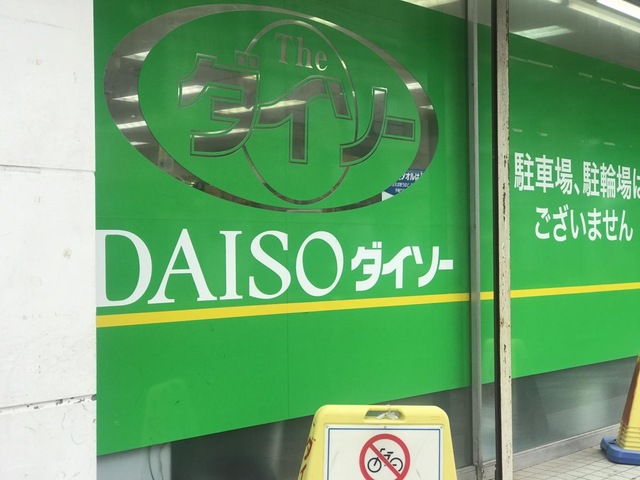 The
ダイソー
DAISO ダイソー
駐車場、駐輪場は
ございません